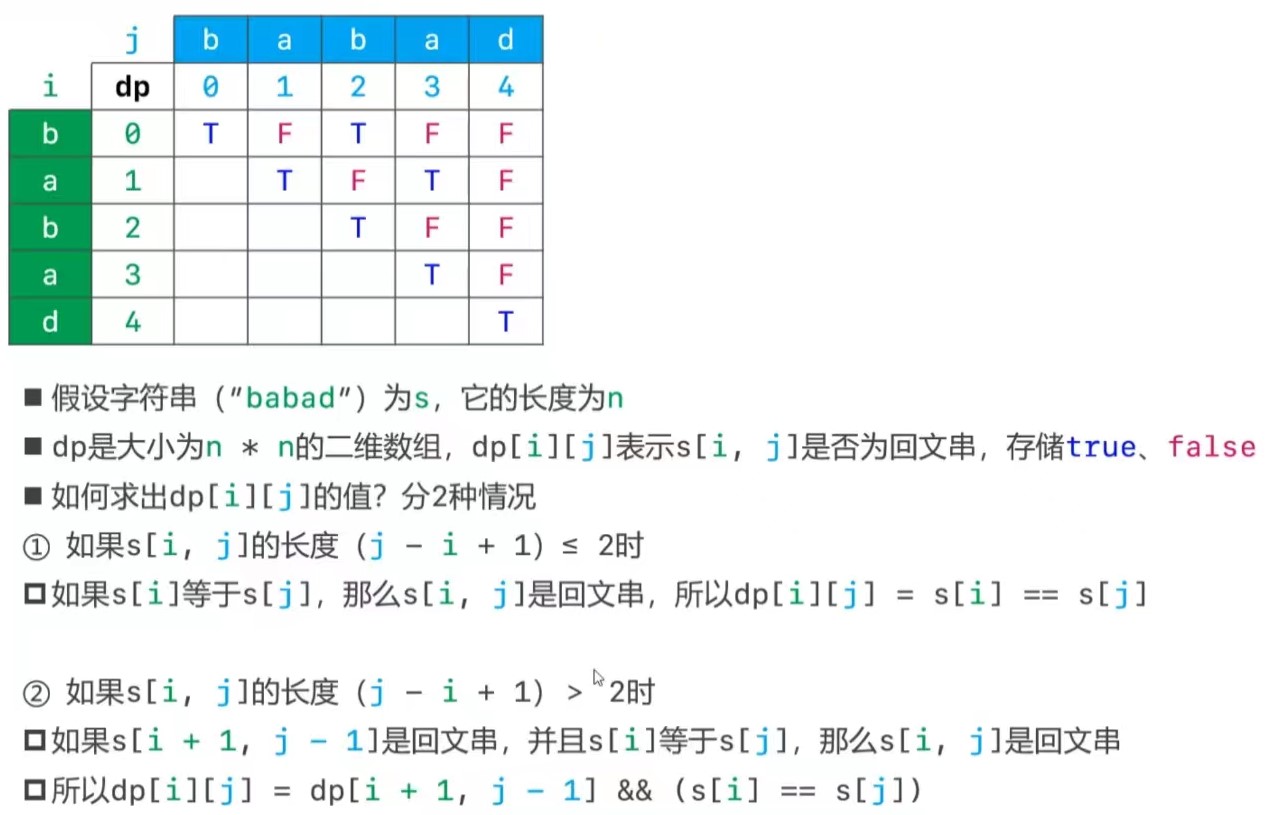 j b a b a d
i dp 0 1 2 3 4
b 0 T F T F F
a 1 T F T F
b 2 T F F
a 3 T F
d 4 T
■ 假设字符串（"babad"）为s，它的长度为n
■ dp是大小为n * n的二维数组，dp[i][j]表示s[i, j]是否为回文串，存储true、false
■ 如何求出dp[i][j]的值？分2种情况
① 如果s[i, j]的长度（j - i + 1）≤ 2时
如果s[i]等于s[j]，那么s[i, j]是回文串，所以dp[i][j] = s[i] == s[j]
② 如果s[i, j]的长度（j - i + 1）> 2时
如果s[i + 1, j - 1]是回文串，并且s[i]等于s[j]，那么s[i, j]是回文串
所以dp[i][j] = dp[i + 1, j - 1] && (s[i] == s[j])